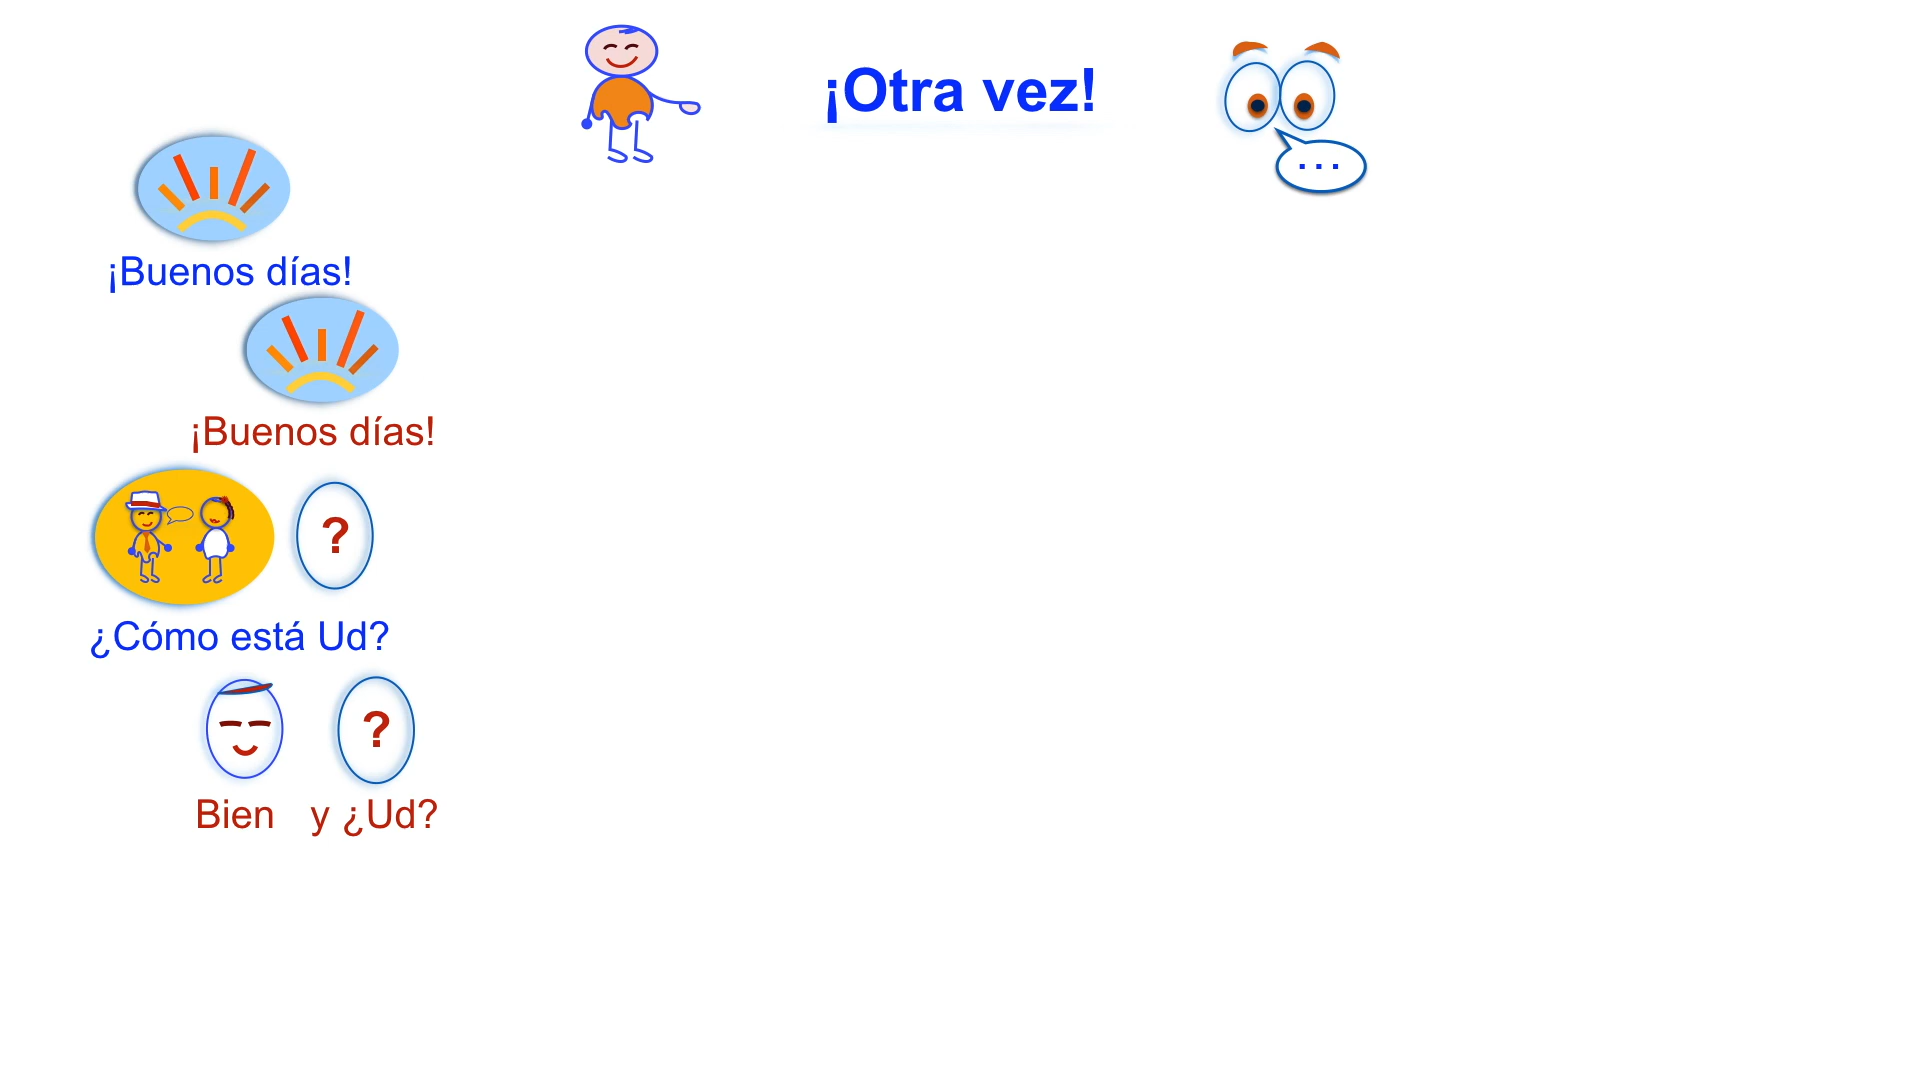 ¡Otra vez!
...
¡Buenos días!
¡Buenos días!
?
¿Cómo está Ud?
?
Bien y ¿Ud?